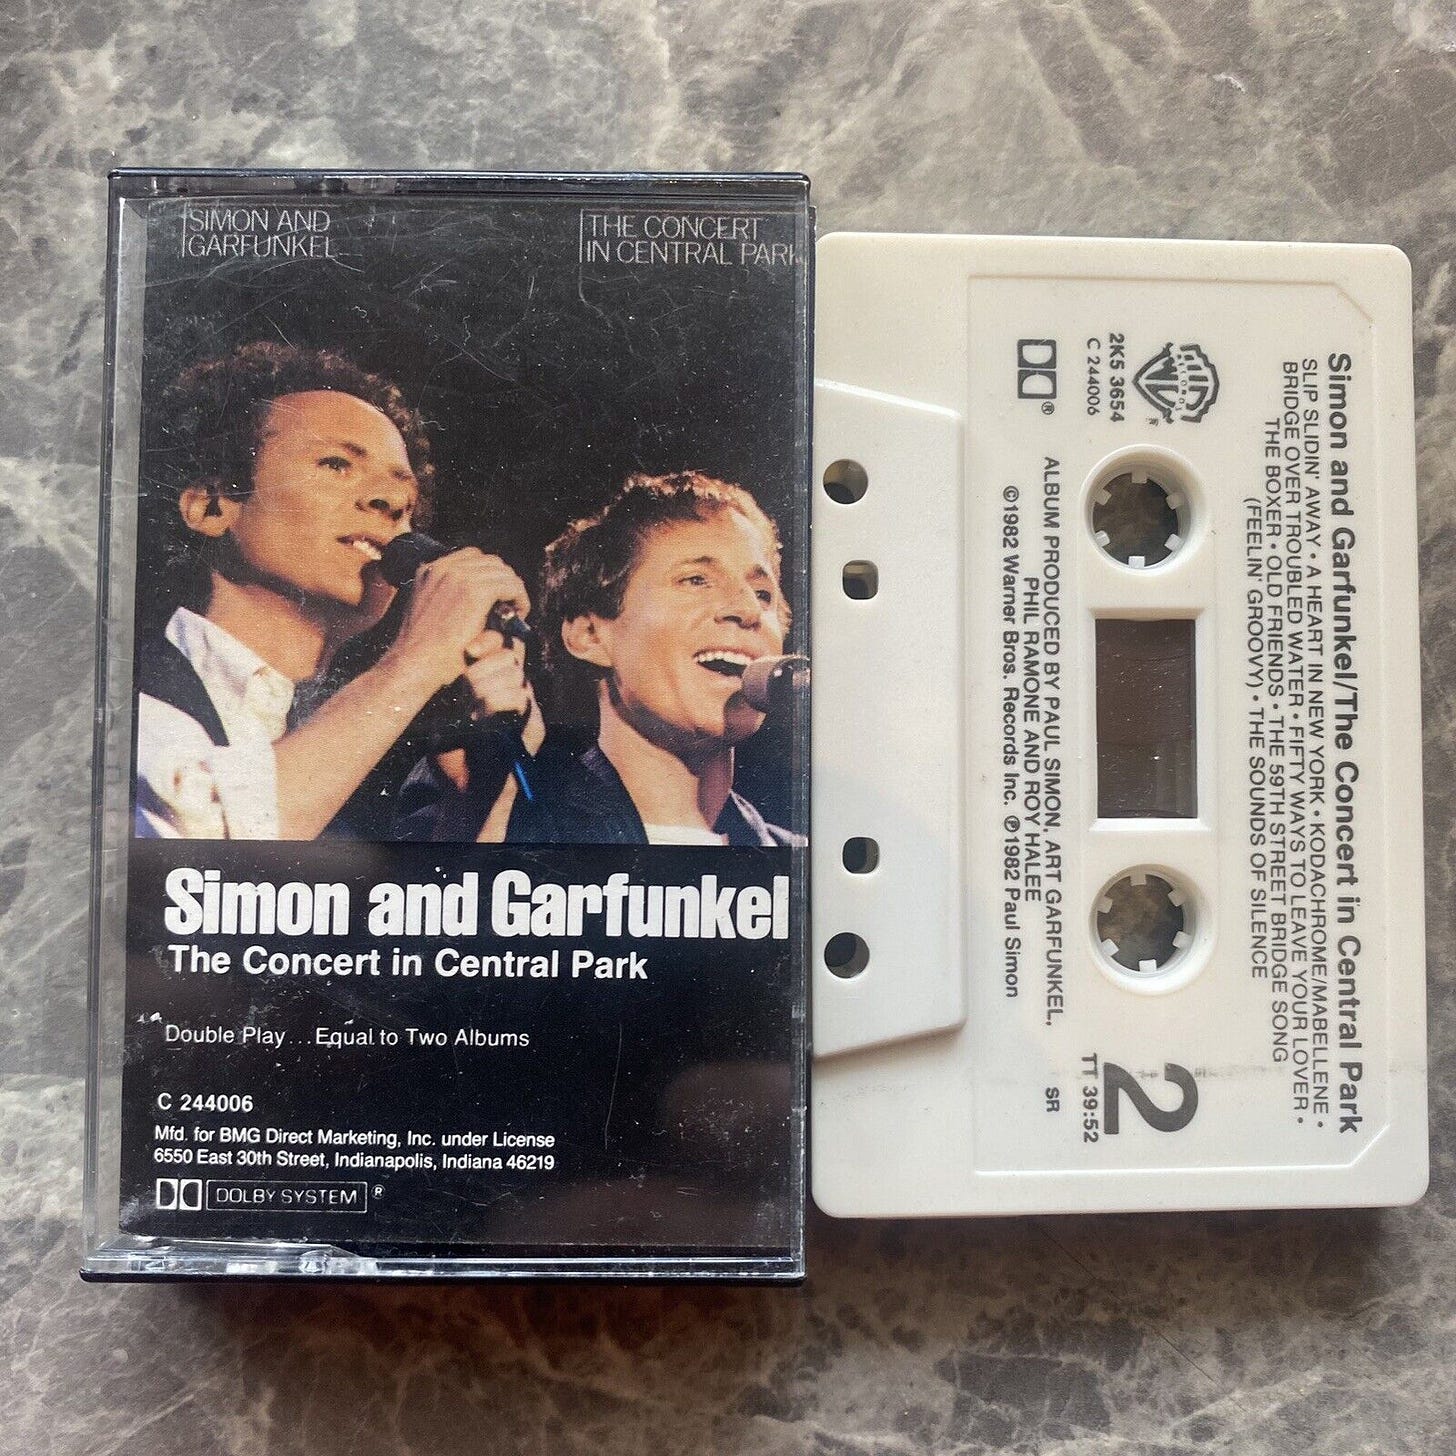 SIMON AND
GARFUNKEL
THE CONCERT
IN CENTRAL PARK
Simon and Garfunkel
The Concert in Central Park
Double Play...Equal to Two Albums
C 244006
Mfd. for BMG Direct Marketing, Inc. under License
6550 East 30th Street, Indianapolis, Indiana 46219
DOLBY SYSTEM ®
Simon and Garfunkel/The Concert in Central Park
SLIP SLIDIN' AWAY • A HEART IN NEW YORK • KODACHROME/MABELLENE •
BRIDGE OVER TROUBLED WATER • FIFTY WAYS TO LEAVE YOUR LOVER •
THE BOXER • OLD FRIENDS • THE 59TH STREET BRIDGE SONG
(FEELIN' GROOVY) • THE SOUNDS OF SILENCE
WB
RECORDS
®
2K5 3654
C 244006
®
2
TT 39:52
ALBUM PRODUCED BY PAUL SIMON, ART GARFUNKEL,
PHIL RAMONE AND ROY HALEE
©1982 Warner Bros. Records Inc. ℗1982 Paul Simon
SR